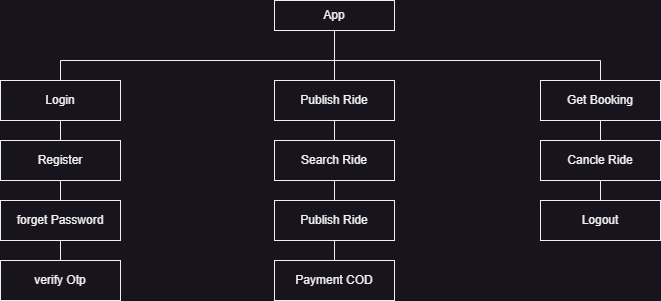 App
Login
Publish Ride
Get Booking
Register
Search Ride
Cancle Ride
forget Password
Publish Ride
Logout
verify Otp
Payment COD